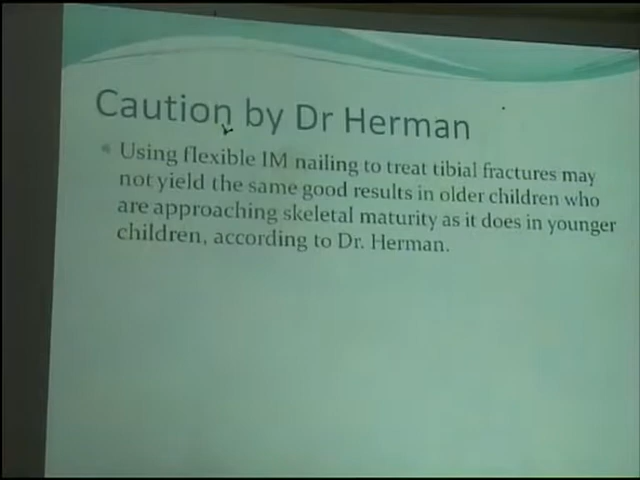 Caution by Dr Herman
Using flexible IM nailing to treat tibial fractures may
not yield the same good results in older children who
are approaching skeletal maturity as it does in younger
children, according to Dr. Herman.